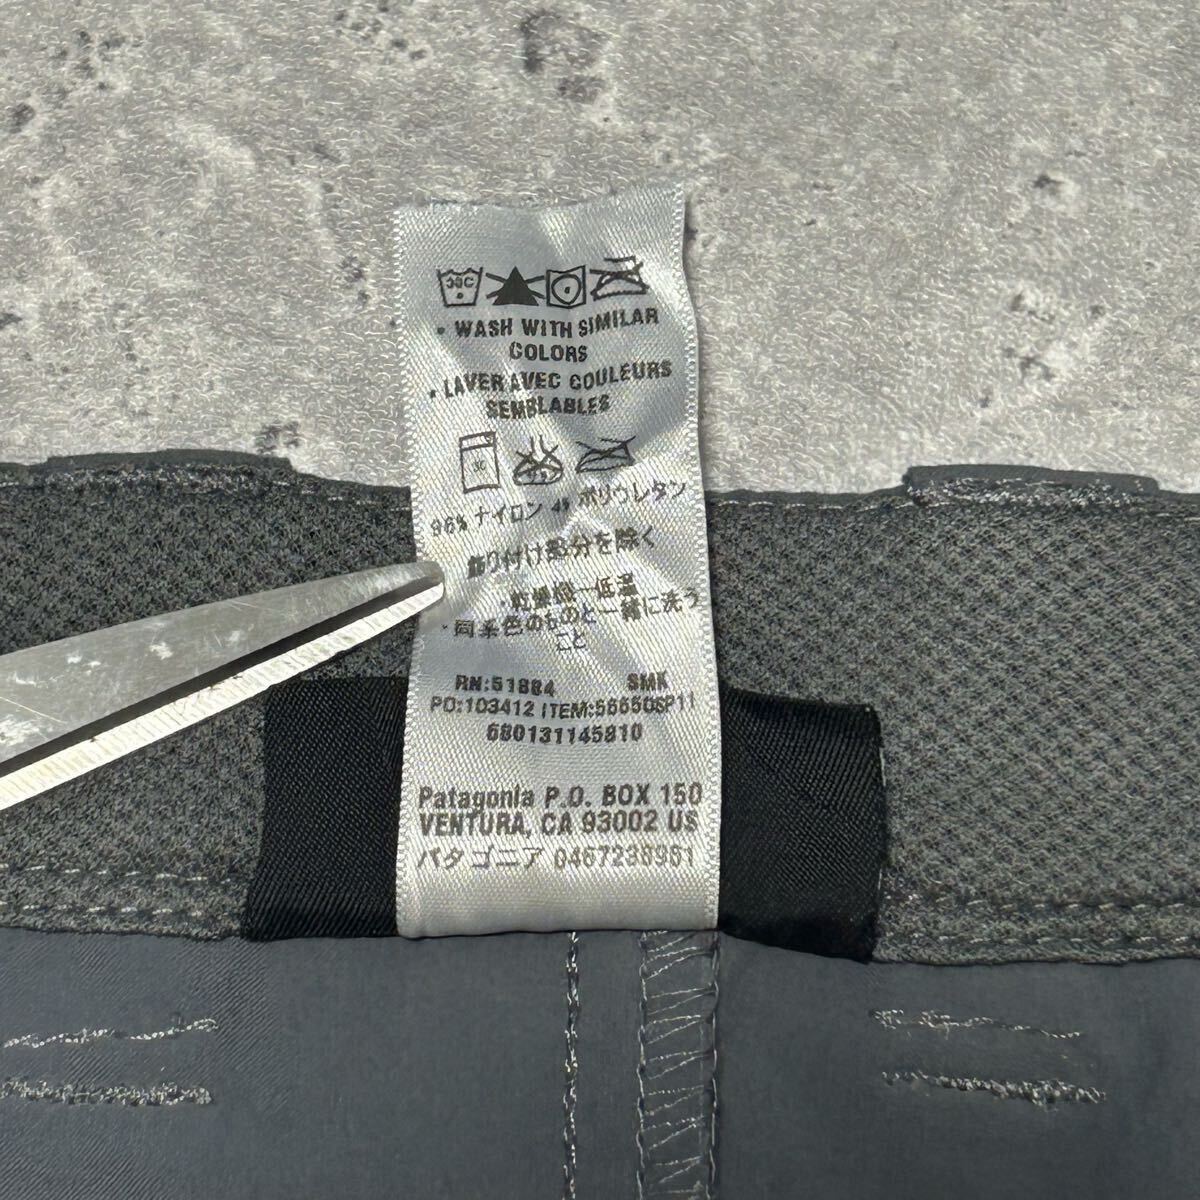 30C
• WASH WITH SIMILAR
COLORS
• LAVER AVEC COULEURS
SEMBLABLES
30
96% ナイロン 4% ポリウレタン
飾り付け部分を除く
・乾燥機一低温
・同系色のものと一緒に洗う
こと
RN:51884 SMK
PO:103412 ITEM:56650SP11
680131145810
Patagonia P.O. BOX 150
VENTURA, CA 93002 US
パタゴニア 0467238961